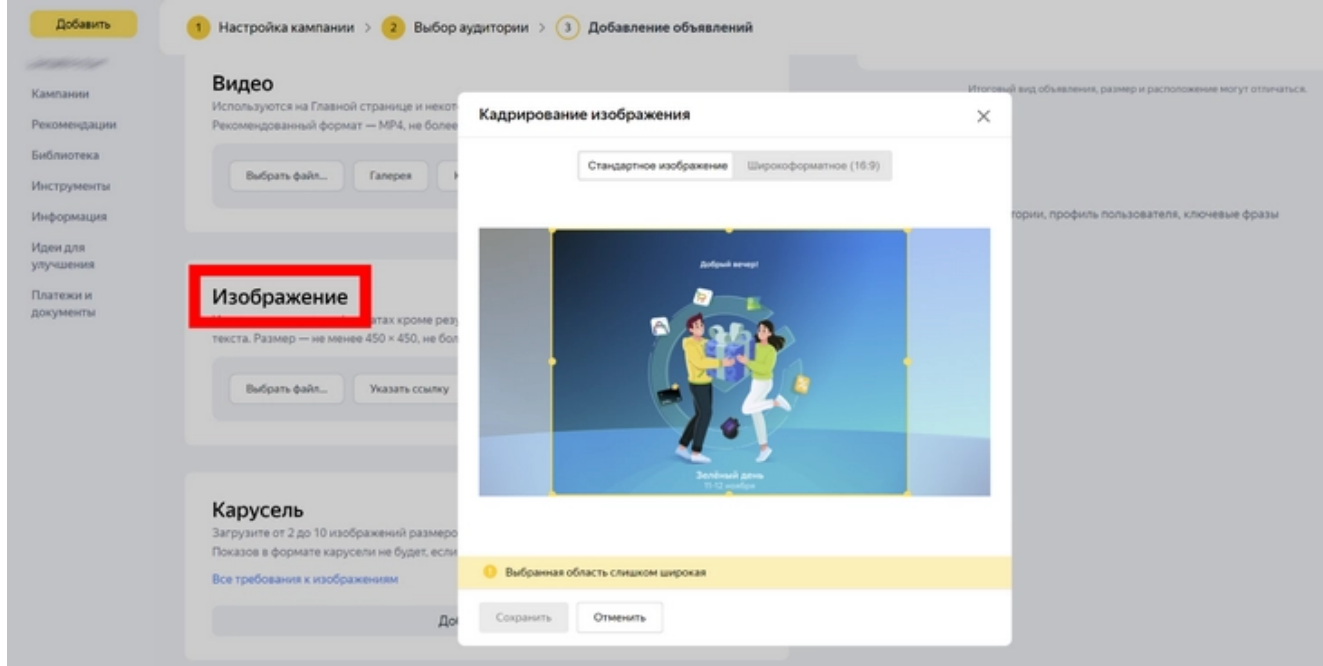 Добавить
1 Настройка кампании > 2 Выбор аудитории > 3 Добавление объявлений
Кампании
Рекомендации
Библиотека
Инструменты
Информация
Идеи для
улучшения
Платежи и
документы
Видео
Используются на Главной странице и некот
Рекомендованный формат — MP4, не более
Выбрать файл...
Галерея
Изображение
атах кроме резу
текста. Размер — не менее 450 × 450, не бол
Выбрать файл...
Указать ссылку
Карусель
Загрузите от 2 до 10 изображений размеро
Показов в формате карусели не будет, если
Все требования к изображениям
Доб
Кадрирование изображения
Стандартное изображение
Широкоформатное (16:9)
Добрый вечер!
Зелёный день
11-12 ноября
Выбранная область слишком широкая
Сохранить
Отменить
Итоговый вид объявления, размер и расположение могут отличаться.
тории, профиль пользователя, ключевые фразы